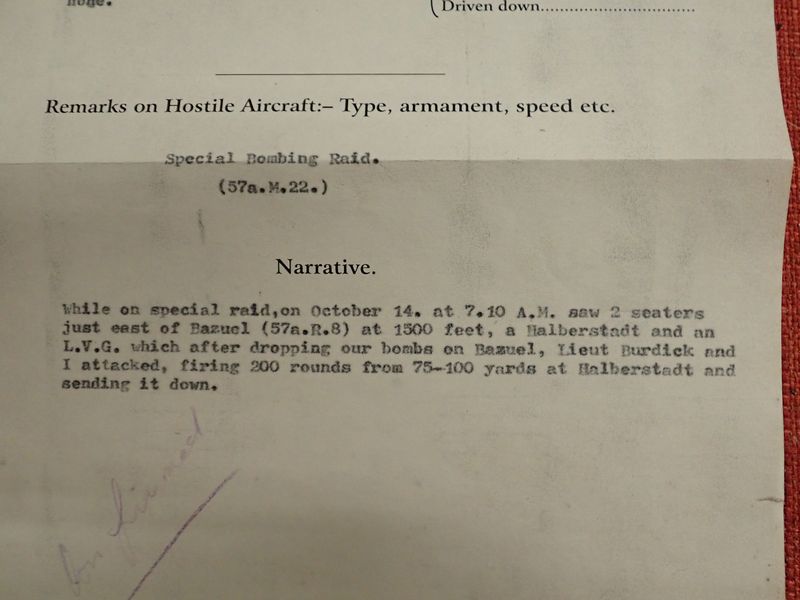 none.
Driven down
Remarks on Hostile Aircraft:– Type, armament, speed etc.
Special Bombing Raid.
(57a.M.22.)
Narrative.
While on special raid,on October 14. at 7.10 A.M. saw 2 seaters
just east of Bazuel (57a.R.8) at 1500 feet, a Halberstadt and an
L.V.G. which after dropping our bombs on Bazuel, Lieut Burdick and
I attacked, firing 200 rounds from 75-100 yards at Halberstadt and
sending it down.
Confirmed